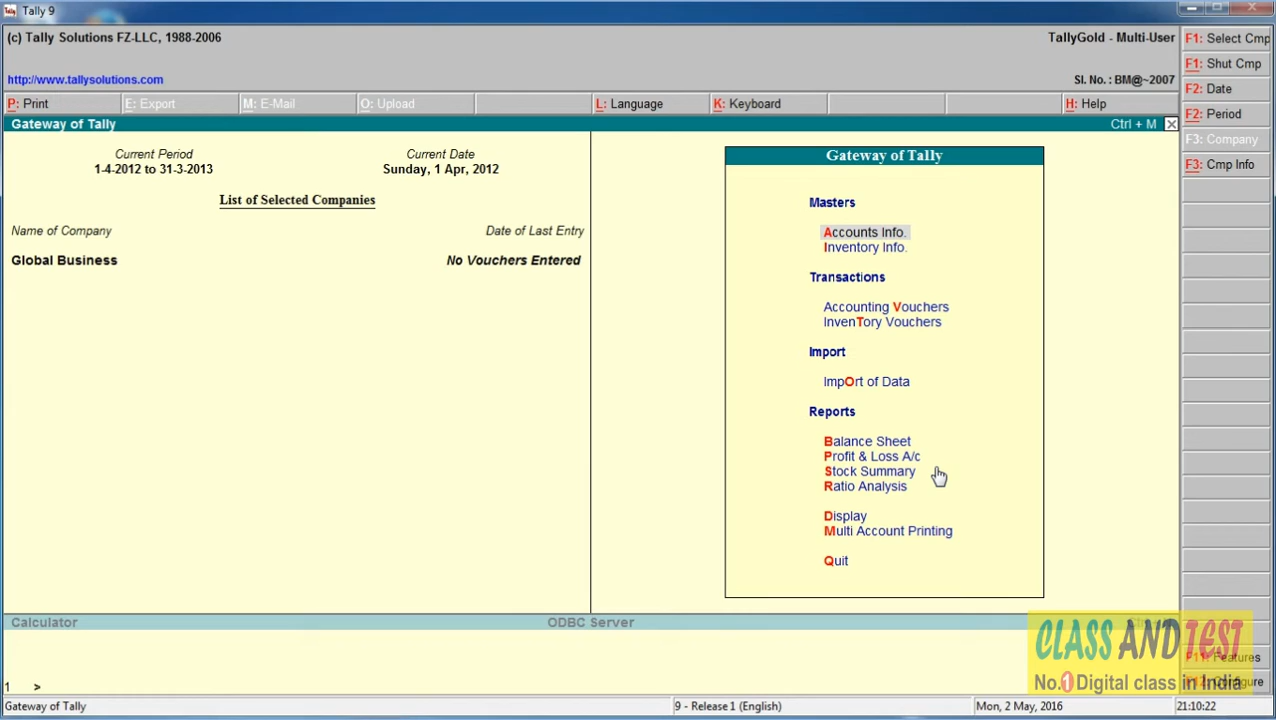 Tally 9
(c) Tally Solutions FZ-LLC, 1988-2006
TallyGold - Multi-User
http://www.tallysolutions.com
Sl. No. : BM@~2007
P: Print
E: Export
M: E-Mail
O: Upload
L: Language
K: Keyboard
H: Help
Gateway of Tally
Ctrl + M
Current Period
1-4-2012 to 31-3-2013
Current Date
Sunday, 1 Apr, 2012
List of Selected Companies
Name of Company
Date of Last Entry
Global Business
No Vouchers Entered
Gateway of Tally
Masters
Accounts Info.
Inventory Info.
Transactions
Accounting Vouchers
InvenTory Vouchers
Import
ImpOrt of Data
Reports
Balance Sheet
Profit & Loss A/c
Stock Summary
Ratio Analysis
Display
Multi Account Printing
Quit
F1: Select Cmp
F1: Shut Cmp
F2: Date
F2: Period
F3: Company
F3: Cmp Info
F11: Features
F12: Configure
Calculator
ODBC Server
1 >
CLASS AND TEST
No.1 Digital class in India
Gateway of Tally
9 - Release 1 (English)
Mon, 2 May, 2016
21:10:22